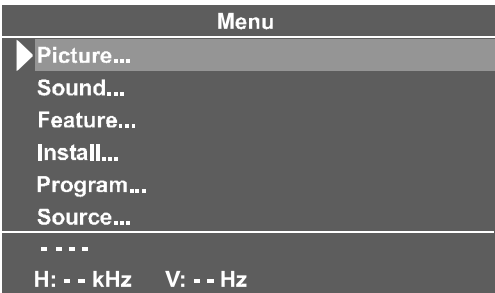 Menu
Picture...
Sound...
Feature...
Install...
Program...
Source...
- - - -
H: - - kHz V: - - Hz